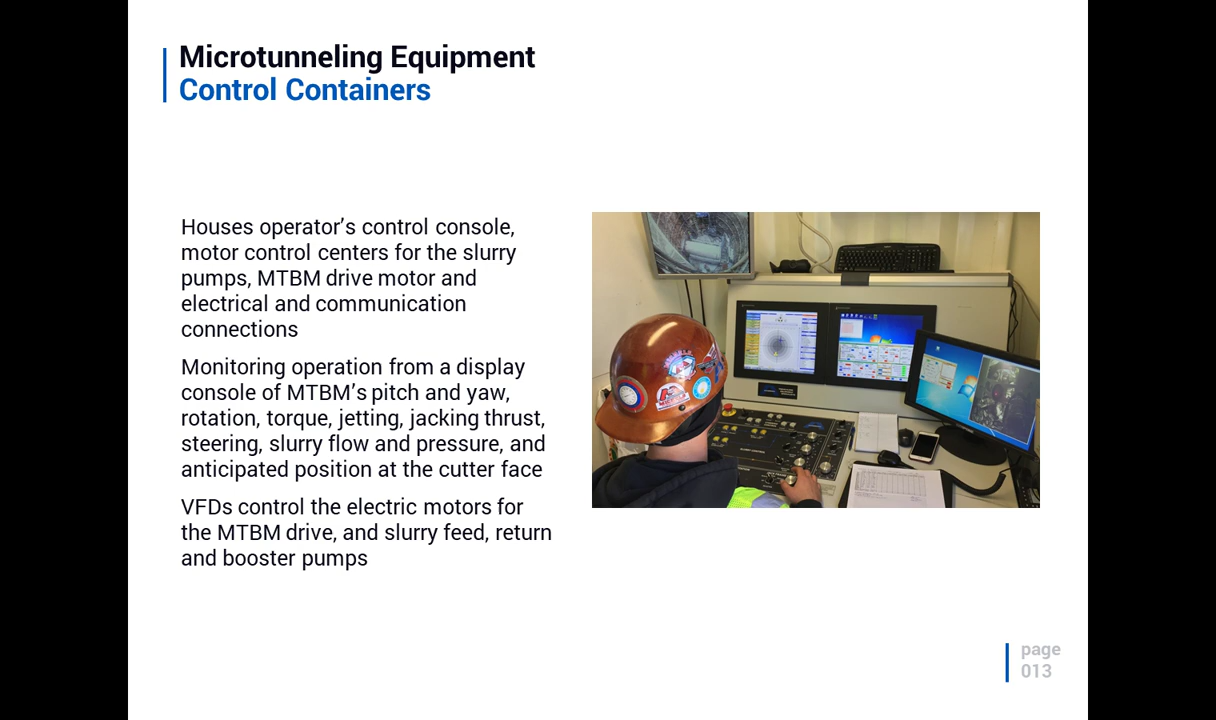 Microtunneling Equipment
Control Containers
Houses operator’s control console,
motor control centers for the slurry
pumps, MTBM drive motor and
electrical and communication
connections
Monitoring operation from a display
console of MTBM’s pitch and yaw,
rotation, torque, jetting, jacking thrust,
steering, slurry flow and pressure, and
anticipated position at the cutter face
VFDs control the electric motors for
the MTBM drive, and slurry feed, return
and booster pumps
page
013